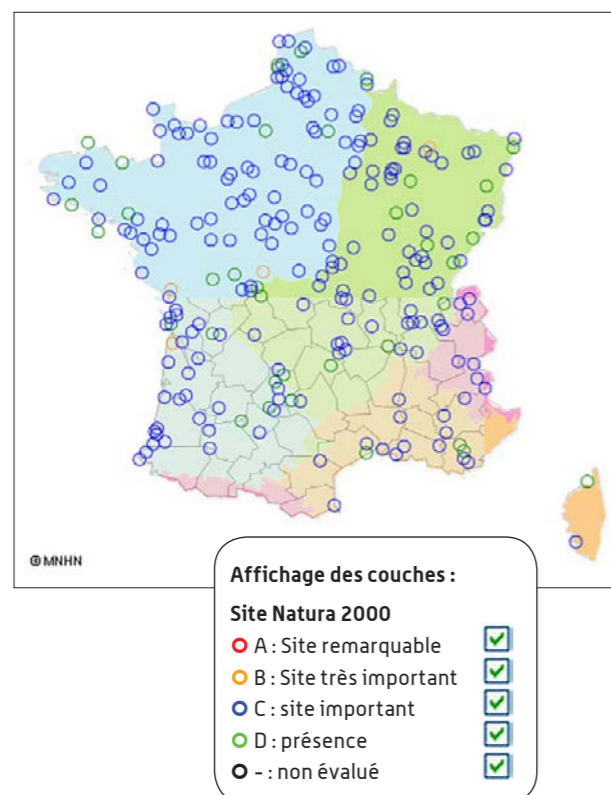 © MNHN
Affichage des couches :
Site Natura 2000
A : Site remarquable
B : Site très important
C : site important
D : présence
- : non évalué